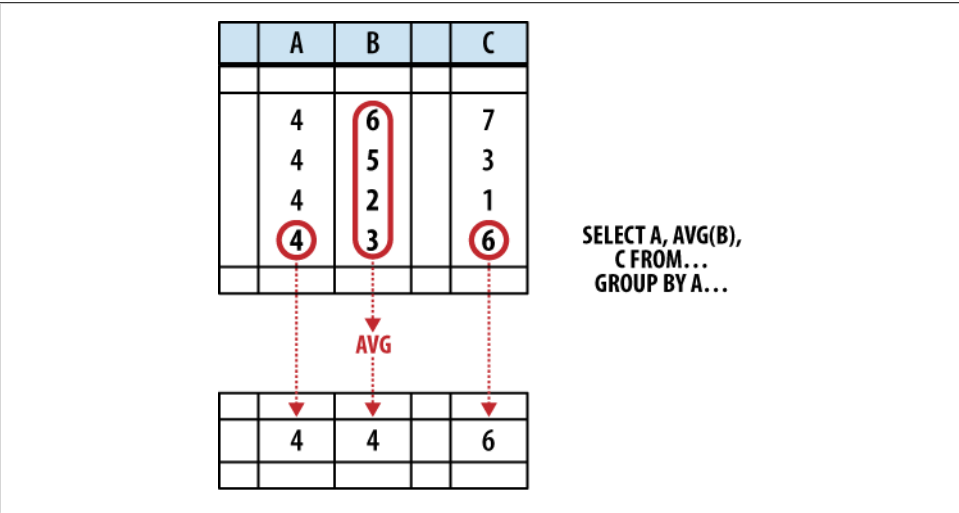 A B C
4 6 7
4 5 3
4 2 1
4 3 6
SELECT A, AVG(B),
C FROM...
GROUP BY A...
AVG
4 4 6